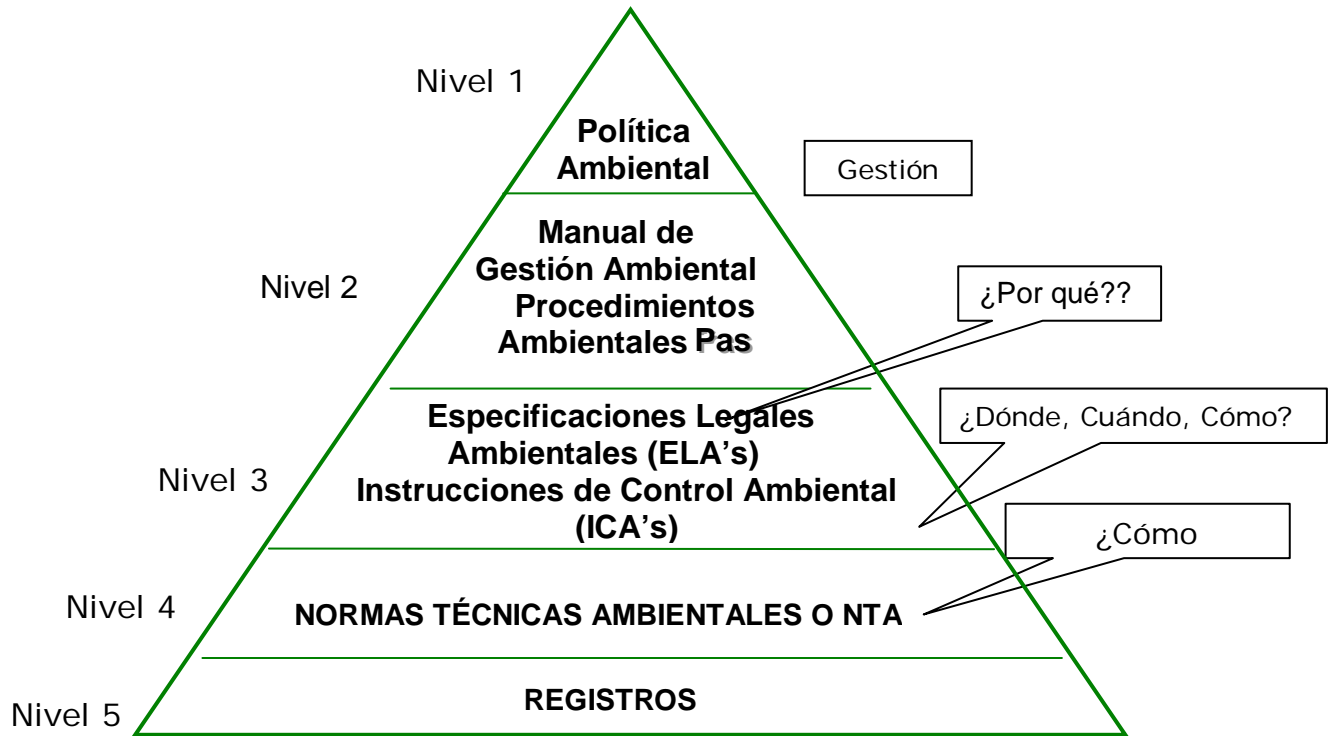 Nivel 1
Política
Ambiental
Gestión
Nivel 2
Manual de
Gestión Ambiental
Procedimientos
Ambientales Pas
¿Por qué??
Nivel 3
Especificaciones Legales
Ambientales (ELA’s)
Instrucciones de Control Ambiental
(ICA’s)
¿Dónde, Cuándo, Cómo?
¿Cómo
Nivel 4
NORMAS TÉCNICAS AMBIENTALES O NTA
Nivel 5
REGISTROS